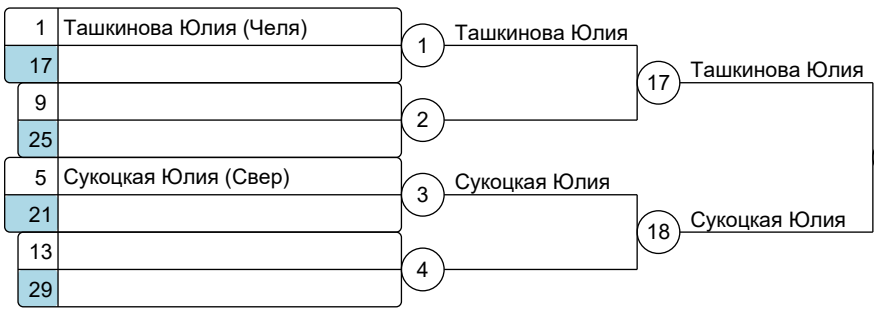 1 Ташкинова Юлия (Челя)
17
9
25
5 Сукоцкая Юлия (Свер)
21
13
29
1 Ташкинова Юлия
2
3 Сукоцкая Юлия
4
17 Ташкинова Юлия
18 Сукоцкая Юлия